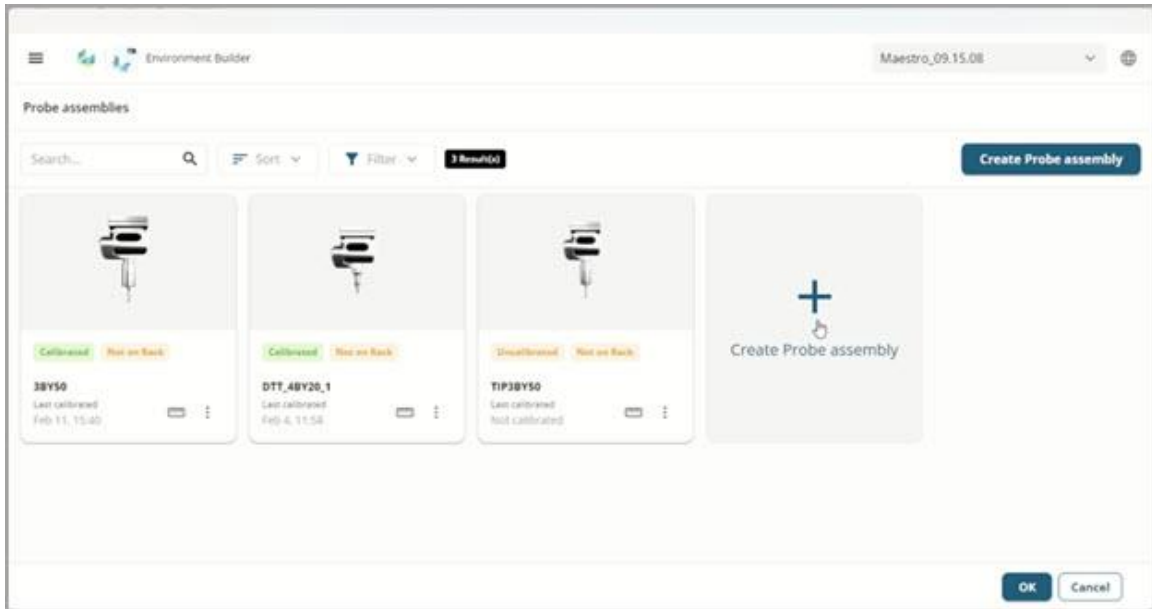 Environment Builder
Maestro_09.15.08
Probe assemblies
Search...
Sort
Filter
3 Result(s)
Create Probe assembly
Calibrated Not on Rack
3BY50
Last calibrated
Feb 11, 15:40
Calibrated Not on Rack
DTT_4BY20_1
Last calibrated
Feb 4, 11:58
Uncalibrated Not on Rack
TIP3BY50
Last calibrated
Not calibrated
Create Probe assembly
OK
Cancel